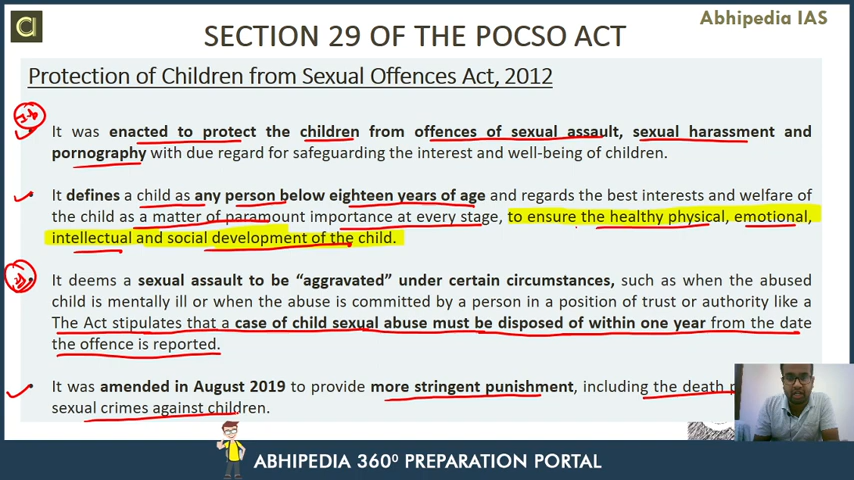 Abhipedia IAS
SECTION 29 OF THE POCSO ACT
Protection of Children from Sexual Offences Act, 2012
It was enacted to protect the children from offences of sexual assault, sexual harassment and
pornography with due regard for safeguarding the interest and well-being of children.
It defines a child as any person below eighteen years of age and regards the best interests and welfare of
the child as a matter of paramount importance at every stage, to ensure the healthy physical, emotional,
intellectual and social development of the child.
It deems a sexual assault to be “aggravated” under certain circumstances, such as when the abused
child is mentally ill or when the abuse is committed by a person in a position of trust or authority like a
The Act stipulates that a case of child sexual abuse must be disposed of within one year from the date
the offence is reported.
It was amended in August 2019 to provide more stringent punishment, including the death
sexual crimes against children.
ABHIPEDIA 360⁰ PREPARATION PORTAL